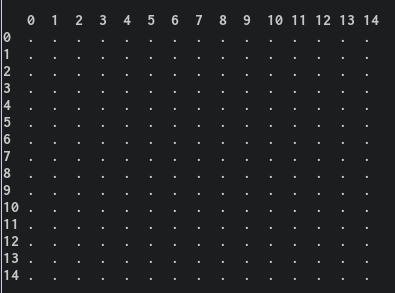 0 1 2 3 4 5 6 7 8 9 10 11 12 13 14
0 . . . . . . . . . . . . . . .
1 . . . . . . . . . . . . . . .
2 . . . . . . . . . . . . . . .
3 . . . . . . . . . . . . . . .
4 . . . . . . . . . . . . . . .
5 . . . . . . . . . . . . . . .
6 . . . . . . . . . . . . . . .
7 . . . . . . . . . . . . . . .
8 . . . . . . . . . . . . . . .
9 . . . . . . . . . . . . . . .
10 . . . . . . . . . . . . . . .
11 . . . . . . . . . . . . . . .
12 . . . . . . . . . . . . . . .
13 . . . . . . . . . . . . . . .
14 . . . . . . . . . . . . . . .